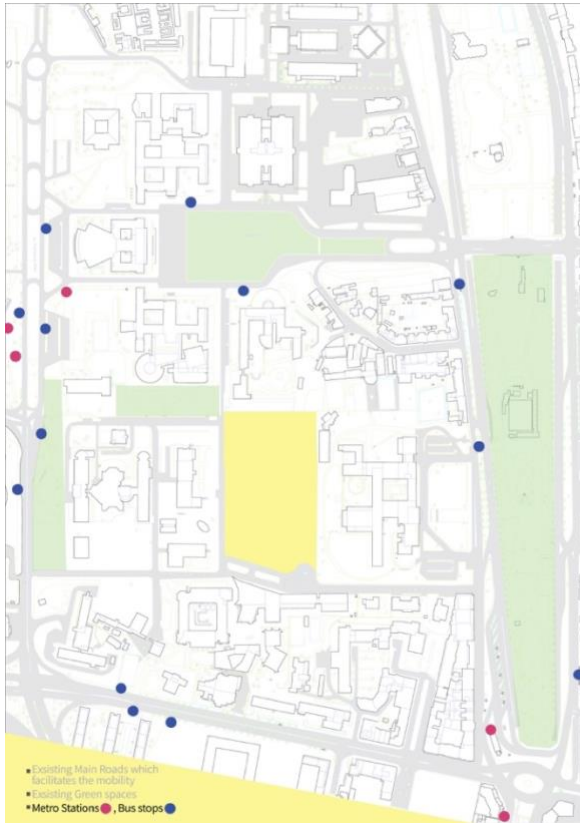 Exsisting Main Roads which
facilitates the mobility
Exsisting Green spaces
Metro Stations , Bus stops